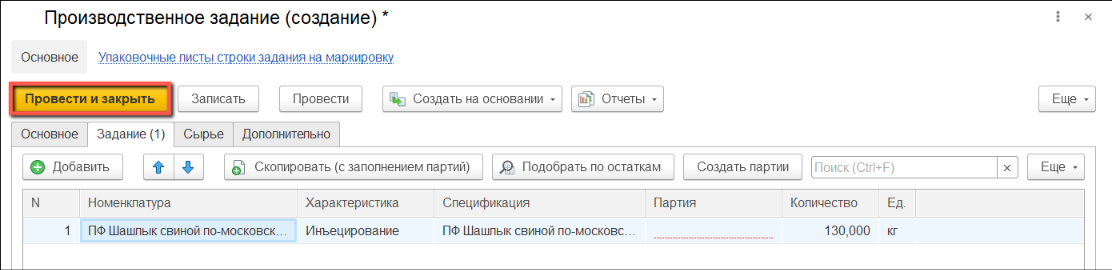 Производственное задание (создание) *
Основное Упаковочные листы строки задания на маркировку
Провести и закрыть Записать Провести Создать на основании Отчеты Еще
Основное Задание (1) Сырье Дополнительно
Добавить Скопировать (с заполнением партий) Подобрать по остаткам Создать партии Поиск (Ctrl+F) × Еще
N Номенклатура Характеристика Спецификация Партия Количество Ед.
1 ПФ Шашлык свиной по-московск... Инъецирование ПФ Шашлык свиной по-московс... 130,000 кг